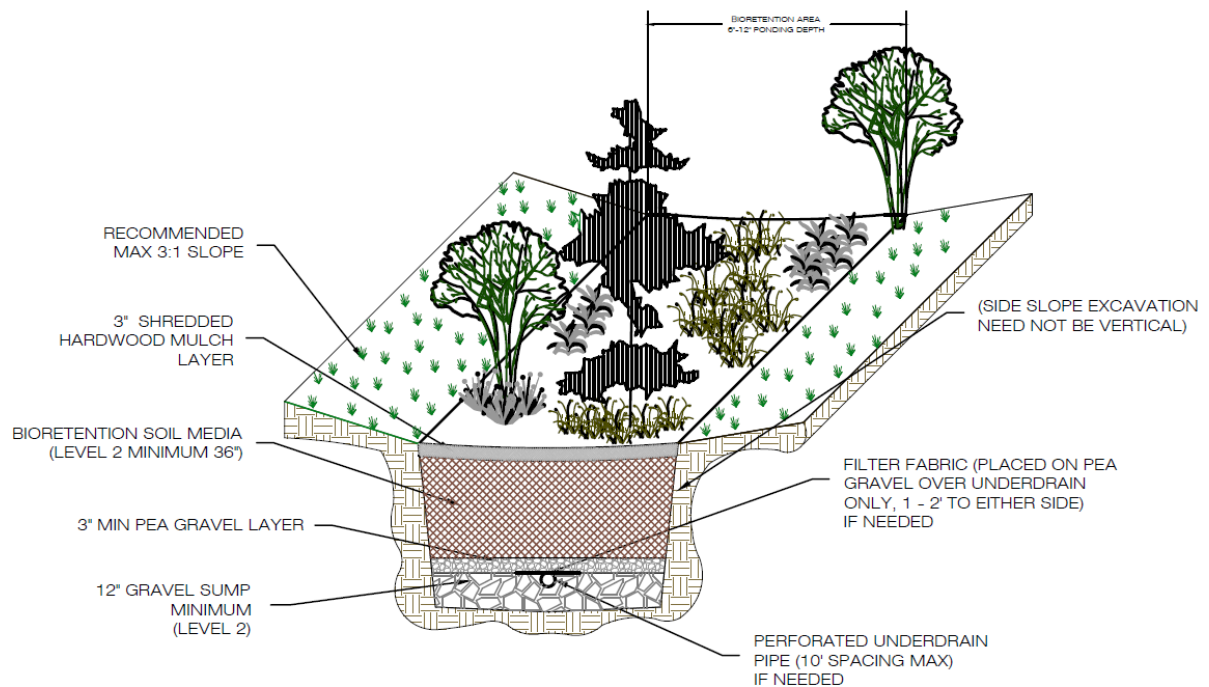 BIORETENTION AREA
6"-12" PONDING DEPTH
RECOMMENDED
MAX 3:1 SLOPE
3" SHREDDED
HARDWOOD MULCH
LAYER
BIORETENTION SOIL MEDIA
(LEVEL 2 MINIMUM 36")
3" MIN PEA GRAVEL LAYER
12" GRAVEL SUMP
MINIMUM
(LEVEL 2)
(SIDE SLOPE EXCAVATION
NEED NOT BE VERTICAL)
FILTER FABRIC (PLACED ON PEA
GRAVEL OVER UNDERDRAIN
ONLY, 1 - 2' TO EITHER SIDE)
IF NEEDED
PERFORATED UNDERDRAIN
PIPE (10' SPACING MAX)
IF NEEDED